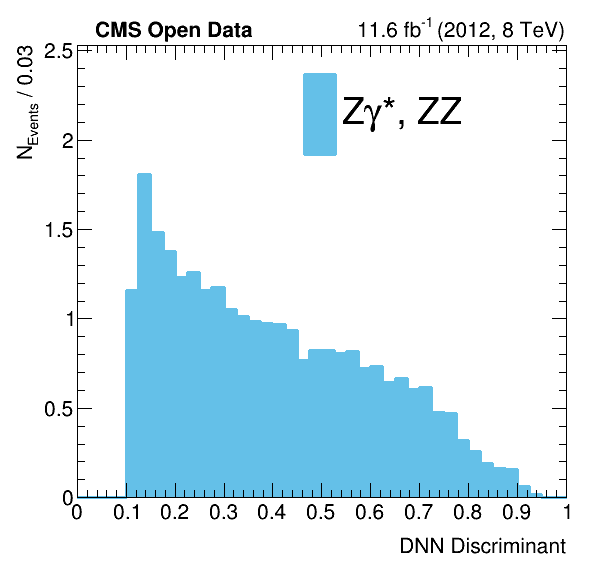 CMS Open Data 11.6 fb⁻¹ (2012, 8 TeV)
N_Events / 0.03
Zγ*, ZZ
2.5
2
1.5
1
0.5
0
0 0.1 0.2 0.3 0.4 0.5 0.6 0.7 0.8 0.9 1
DNN Discriminant